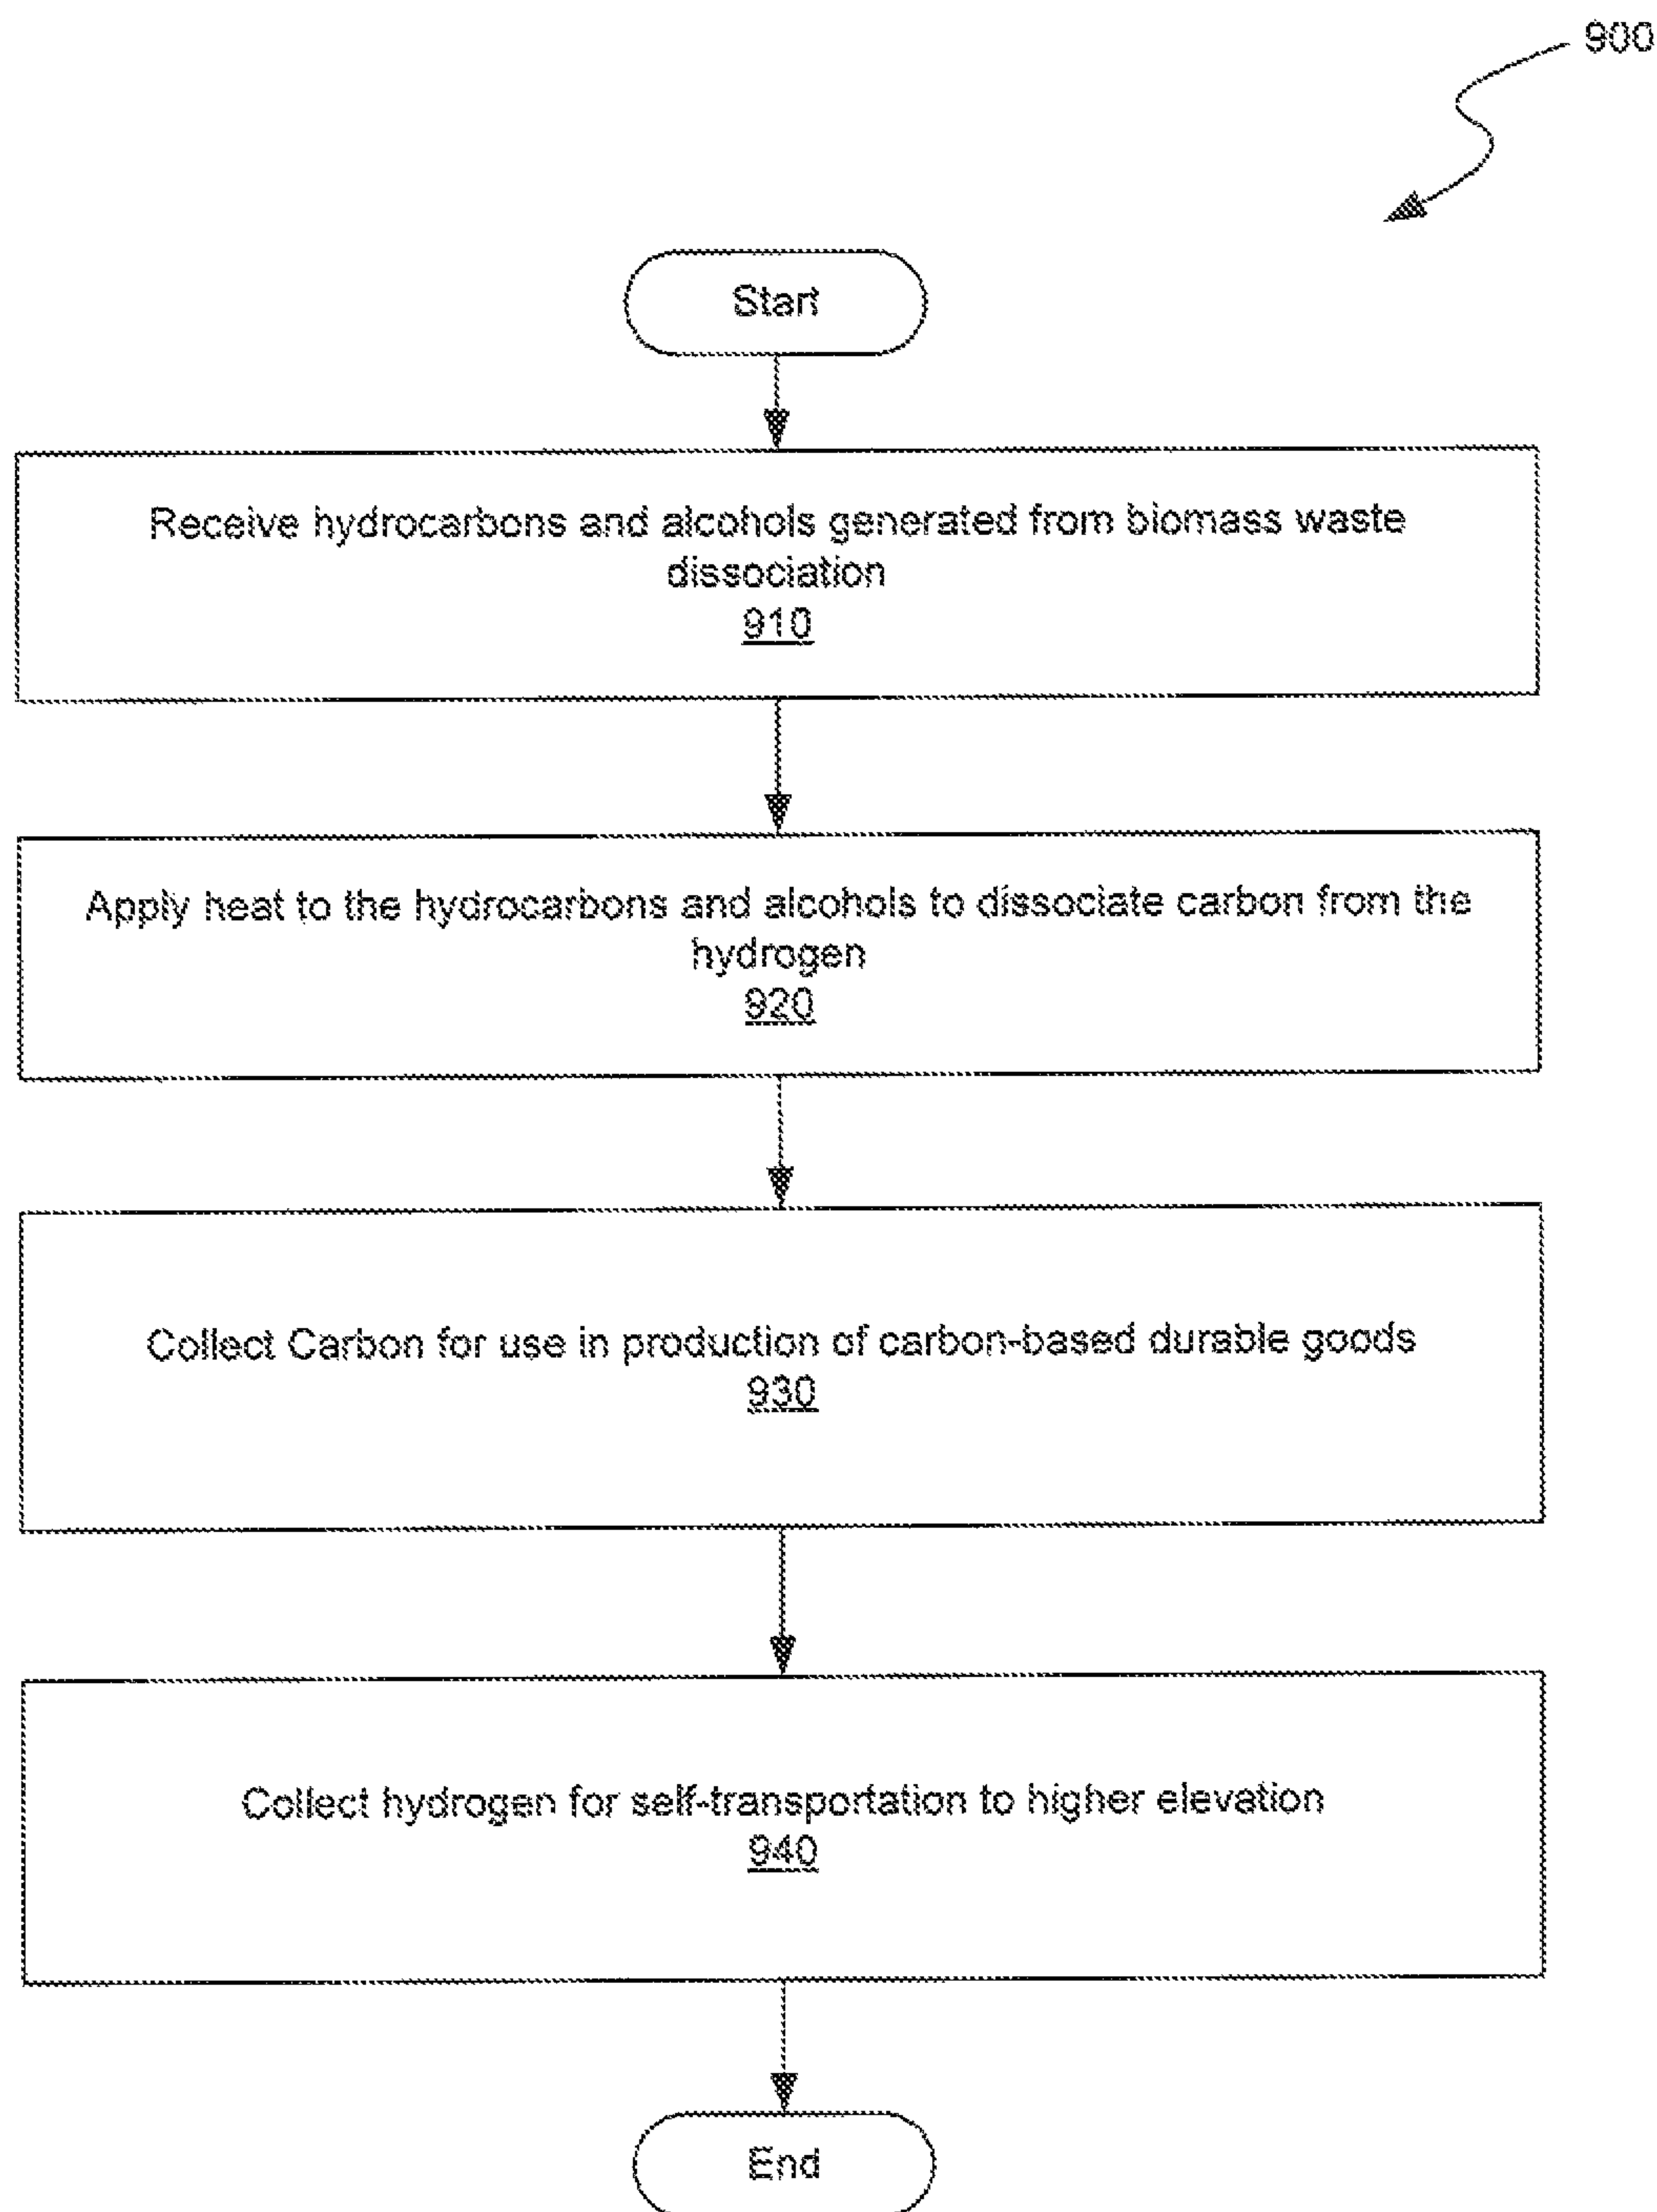 900
Start
Receive hydrocarbons and alcohols generated from biomass waste
dissociation
910
Apply heat to the hydrocarbons and alcohols to dissociate carbon from the
hydrogen
920
Collect Carbon for use in production of carbon-based durable goods
930
Collect hydrogen for self-transportation to higher elevation
940
End